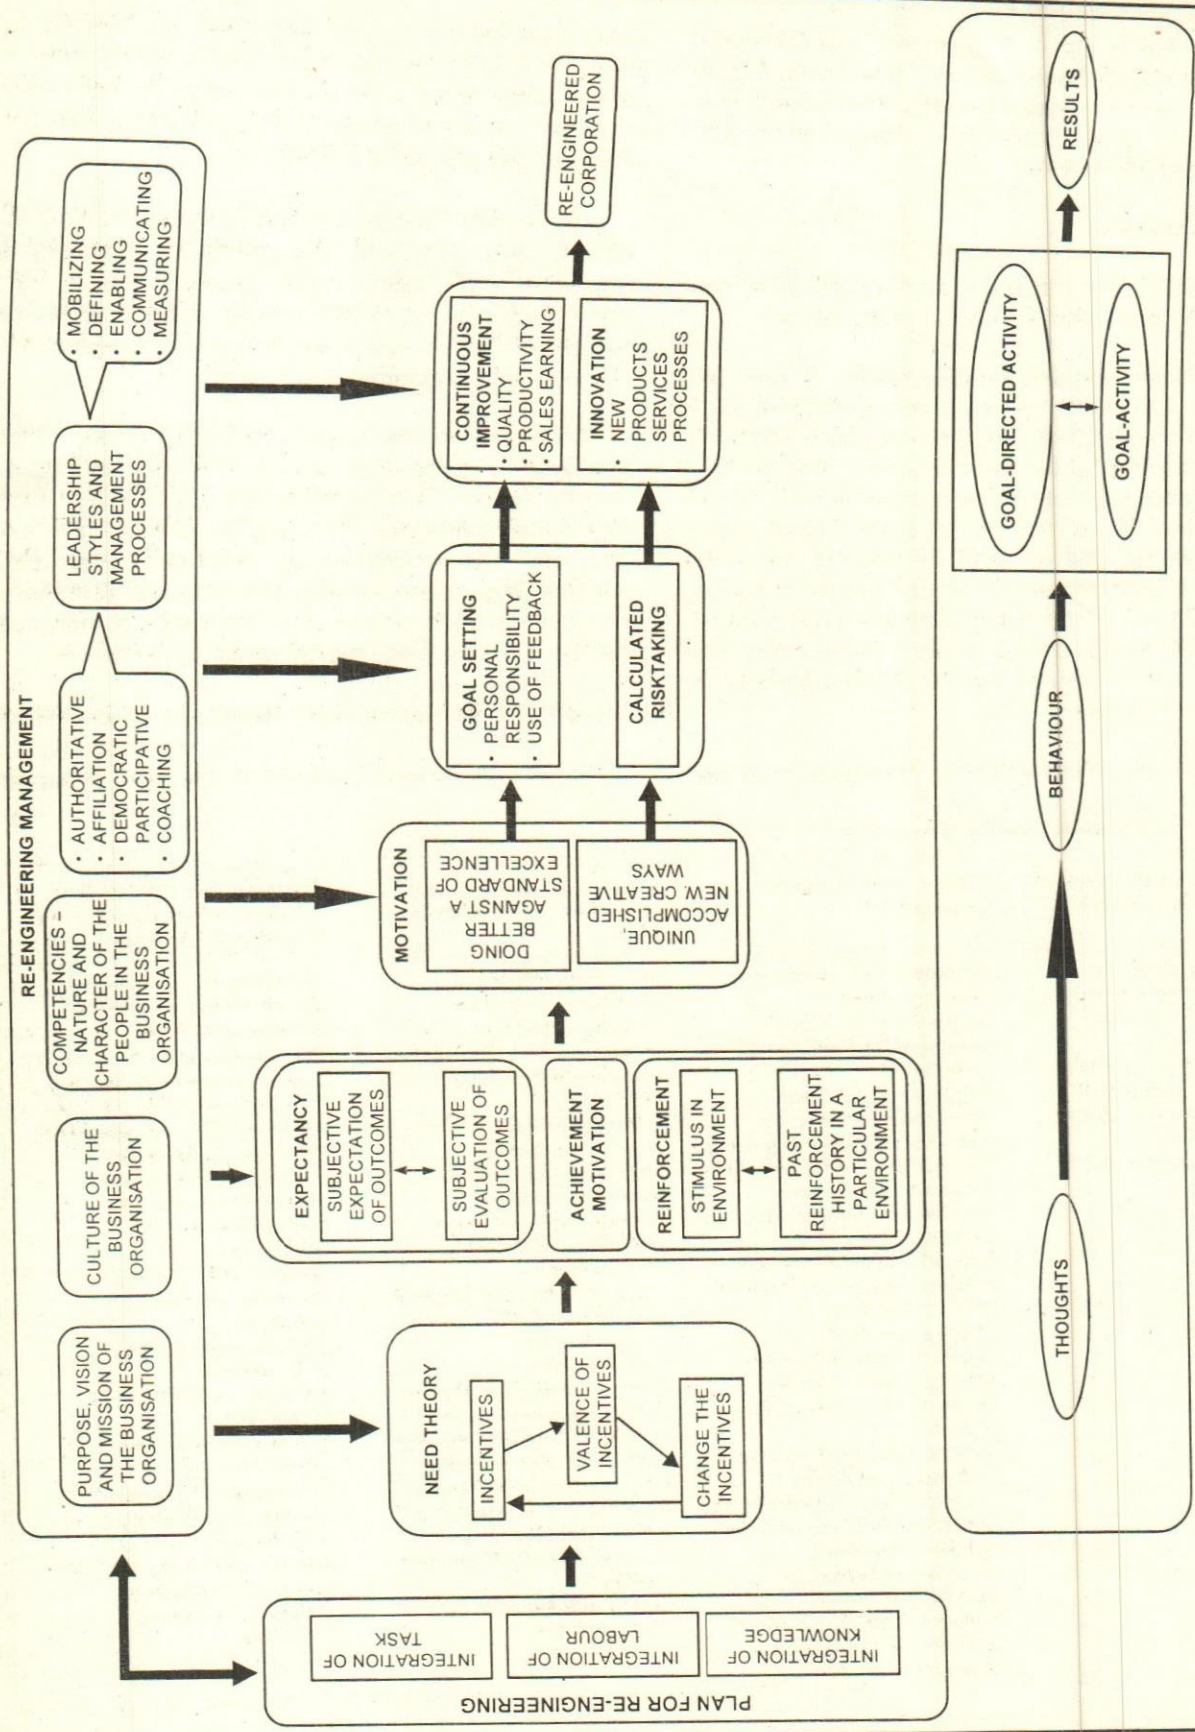 RE-ENGINEERING MANAGEMENT
PURPOSE, VISION
AND MISSION OF
THE BUSINESS
ORGANISATION
CULTURE OF THE
BUSINESS
ORGANISATION
COMPETENCIES –
NATURE AND
CHARACTER OF THE
PEOPLE IN THE
BUSINESS
ORGANISATION
• AUTHORITATIVE
• AFFILIATION
• DEMOCRATIC
PARTICIPATIVE
• COACHING
LEADERSHIP
STYLES AND
MANAGEMENT
PROCESSES
• MOBILIZING
• DEFINING
• ENABLING
• COMMUNICATING
• MEASURING
PLAN FOR RE-ENGINEERING
INTEGRATION OF
TASK
INTEGRATION OF
LABOUR
INTEGRATION OF
KNOWLEDGE
NEED THEORY
INCENTIVES
VALENCE OF
INCENTIVES
CHANGE THE
INCENTIVES
EXPECTANCY
SUBJECTIVE
EXPECTATION
OF OUTCOMES
SUBJECTIVE
EVALUATION OF
OUTCOMES
ACHIEVEMENT
MOTIVATION
REINFORCEMENT
STIMULUS IN
ENVIRONMENT
PAST
REINFORCEMENT
HISTORY IN A
PARTICULAR
ENVIRONMENT
MOTIVATION
DOING
BETTER
AGAINST A
STANDARD OF
EXCELLENCE
UNIQUE,
ACCOMPLISHED
NEW. CREATIVE
WAYS
GOAL SETTING
• PERSONAL
RESPONSIBILITY
• USE OF FEEDBACK
CALCULATED
RISKTAKING
CONTINUOUS
IMPROVEMENT
• QUALITY
• PRODUCTIVITY
• SALES EARNING
INNOVATION
• NEW
PRODUCTS
SERVICES
PROCESSES
RE-ENGINEERED
CORPORATION
THOUGHTS
BEHAVIOUR
GOAL-DIRECTED ACTIVITY
GOAL-ACTIVITY
RESULTS